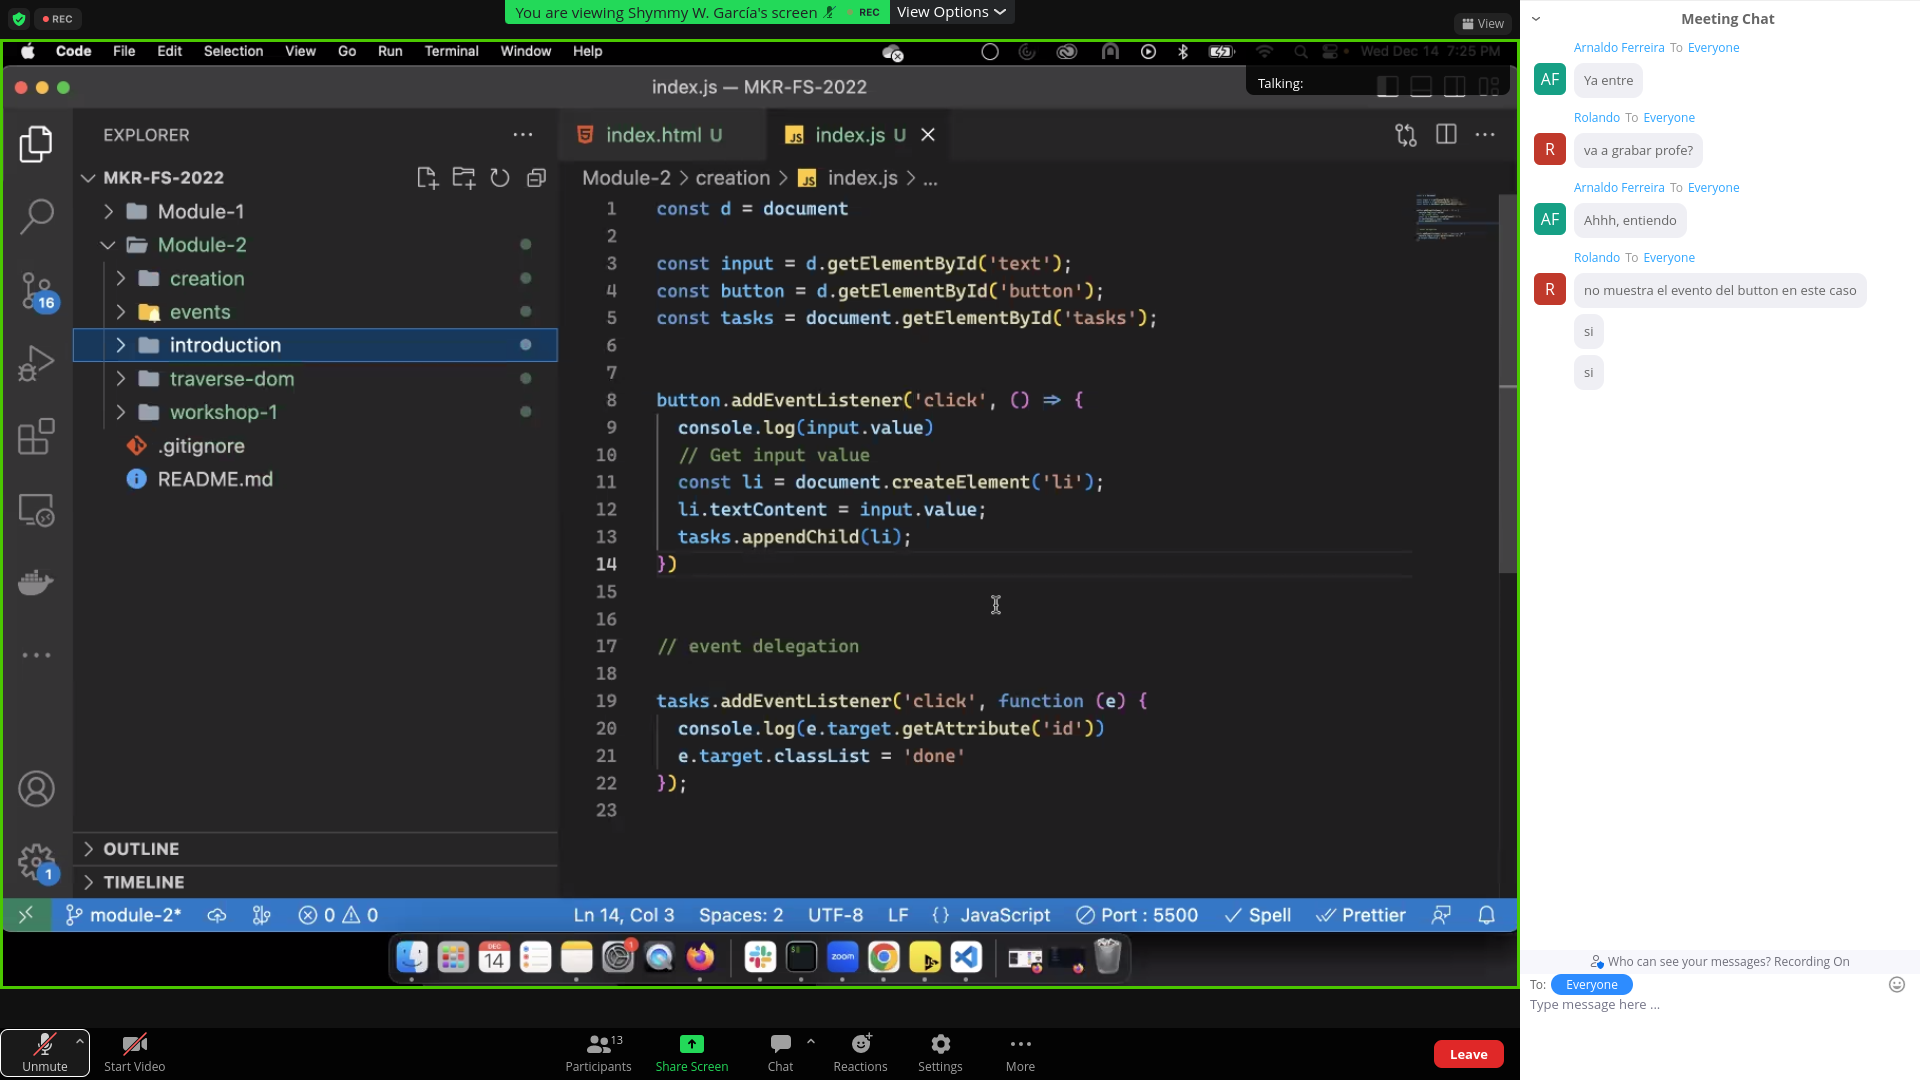 REC
You are viewing Shymmy W. García's screen
REC
View Options
View
Code File Edit Selection View Go Run Terminal Window Help
Wed Dec 14 7:25 PM
Talking:
index.js — MKR-FS-2022
EXPLORER
MKR-FS-2022
Module-1
Module-2
creation
events
introduction
traverse-dom
workshop-1
.gitignore
README.md
OUTLINE
TIMELINE
16
1
index.html U
JS index.js U
Module-2 > creation > JS index.js > ...
1 const d = document
2
3 const input = d.getElementById('text');
4 const button = d.getElementById('button');
5 const tasks = document.getElementById('tasks');
6
7
8 button.addEventListener('click', () => {
9 console.log(input.value)
10 // Get input value
11 const li = document.createElement('li');
12 li.textContent = input.value;
13 tasks.appendChild(li);
14 })
15
16
17 // event delegation
18
19 tasks.addEventListener('click', function (e) {
20 console.log(e.target.getAttribute('id'))
21 e.target.classList = 'done'
22 });
23
module-2* 0 0 Ln 14, Col 3 Spaces: 2 UTF-8 LF {} JavaScript Port : 5500 Spell Prettier
DEC
14
1
zoom
Meeting Chat
Arnaldo Ferreira To Everyone
AF Ya entre
Rolando To Everyone
R va a grabar profe?
Arnaldo Ferreira To Everyone
AF Ahhh, entiendo
Rolando To Everyone
R no muestra el evento del button en este caso
si
si
Who can see your messages? Recording On
To: Everyone
Type message here ...
Unmute
Start Video
Participants 13
Share Screen
Chat
Reactions
Settings
More
Leave